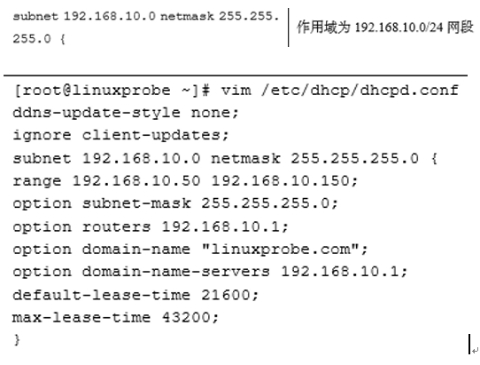 subnet 192.168.10.0 netmask 255.255.
255.0 {
作用域为 192.168.10.0/24 网段
[root@linuxprobe ~]# vim /etc/dhcp/dhcpd.conf
ddns-update-style none;
ignore client-updates;
subnet 192.168.10.0 netmask 255.255.255.0 {
range 192.168.10.50 192.168.10.150;
option subnet-mask 255.255.255.0;
option routers 192.168.10.1;
option domain-name "linuxprobe.com";
option domain-name-servers 192.168.10.1;
default-lease-time 21600;
max-lease-time 43200;
}